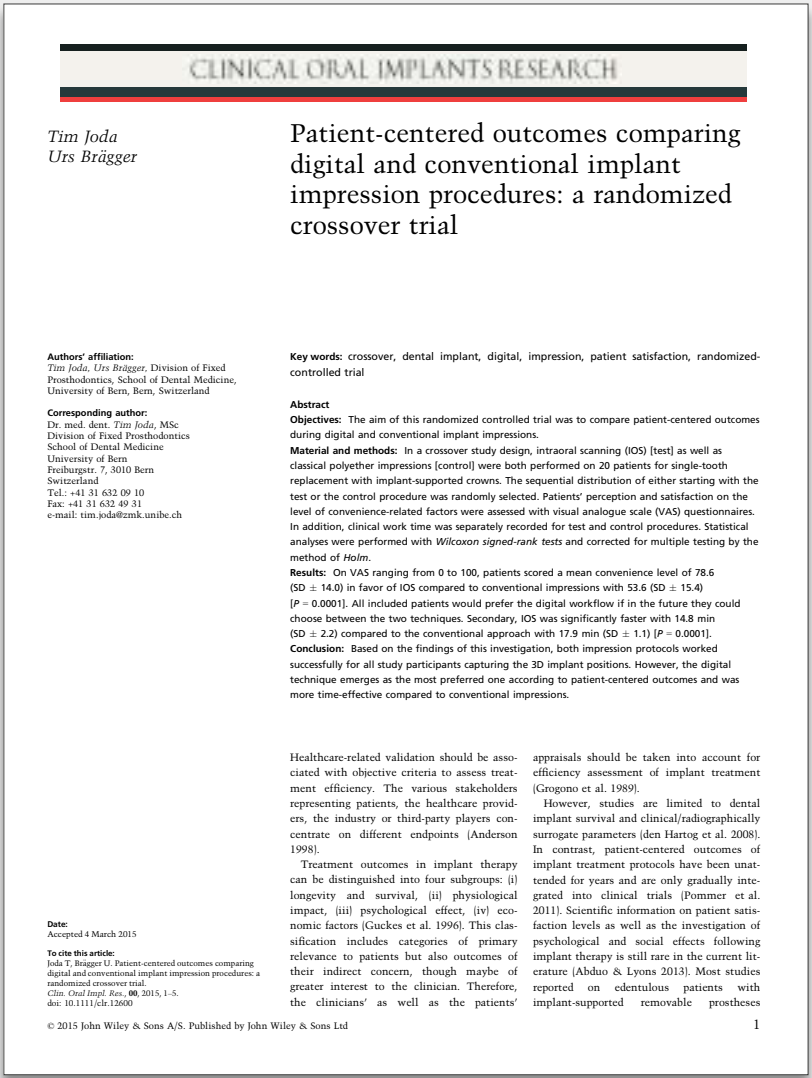 CLINICAL ORAL IMPLANTS RESEARCH
Tim Joda
Urs Brägger
Patient-centered outcomes comparing
digital and conventional implant
impression procedures: a randomized
crossover trial
Authors' affiliation:
Tim Joda, Urs Brägger, Division of Fixed
Prosthodontics, School of Dental Medicine,
University of Bern, Bern, Switzerland
Corresponding author:
Dr. med. dent. Tim Joda, MSc
Division of Fixed Prosthodontics
School of Dental Medicine
University of Bern
Freiburgstr. 7, 3010 Bern
Switzerland
Tel.: +41 31 632 09 10
Fax: +41 31 632 49 31
e-mail: tim.joda@zmk.unibe.ch
Key words: crossover, dental implant, digital, impression, patient satisfaction, randomized-
controlled trial
Abstract
Objectives: The aim of this randomized controlled trial was to compare patient-centered outcomes
during digital and conventional implant impressions.
Material and methods: In a crossover study design, intraoral scanning (IOS) [test] as well as
classical polyether impressions [control] were both performed on 20 patients for single-tooth
replacement with implant-supported crowns. The sequential distribution of either starting with the
test or the control procedure was randomly selected. Patients' perception and satisfaction on the
level of convenience-related factors were assessed with visual analogue scale (VAS) questionnaires.
In addition, clinical work time was separately recorded for test and control procedures. Statistical
analyses were performed with Wilcoxon signed-rank tests and corrected for multiple testing by the
method of Holm.
Results: On VAS ranging from 0 to 100, patients scored a mean convenience level of 78.6
(SD ± 14.0) in favor of IOS compared to conventional impressions with 53.6 (SD ± 15.4)
[P = 0.0001]. All included patients would prefer the digital workflow if in the future they could
choose between the two techniques. Secondary, IOS was significantly faster with 14.8 min
(SD ± 2.2) compared to the conventional approach with 17.9 min (SD ± 1.1) [P = 0.0001].
Conclusion: Based on the findings of this investigation, both impression protocols worked
successfully for all study participants capturing the 3D implant positions. However, the digital
technique emerges as the most preferred one according to patient-centered outcomes and was
more time-effective compared to conventional impressions.
Healthcare-related validation should be asso-
ciated with objective criteria to assess treat-
ment efficiency. The various stakeholders
representing patients, the healthcare provid-
ers, the industry or third-party players con-
centrate on different endpoints (Anderson
1998).
Treatment outcomes in implant therapy
can be distinguished into four subgroups: (i)
longevity and survival, (ii) physiological
impact, (iii) psychological effect, (iv) eco-
nomic factors (Guckes et al. 1996). This clas-
sification includes categories of primary
relevance to patients but also outcomes of
their indirect concern, though maybe of
greater interest to the clinician. Therefore,
the clinicians' as well as the patients'
appraisals should be taken into account for
efficiency assessment of implant treatment
(Grogono et al. 1989).
However, studies are limited to dental
implant survival and clinical/radiographically
surrogate parameters (den Hartog et al. 2008).
In contrast, patient-centered outcomes of
implant treatment protocols have been unat-
tended for years and are only gradually inte-
grated into clinical trials (Pommer et al.
2011). Scientific information on patient satis-
faction levels as well as the investigation of
psychological and social effects following
implant therapy is still rare in the current lit-
erature (Abduo & Lyons 2013). Most studies
reported on edentulous patients with
implant-supported removable prostheses
Date:
Accepted 4 March 2015
To cite this article:
Joda T, Brägger U. Patient-centered outcomes comparing
digital and conventional implant impression procedures: a
randomized crossover trial.
Clin. Oral Impl. Res., 00, 2015, 1–5.
doi: 10.1111/clr.12600
© 2015 John Wiley & Sons A/S. Published by John Wiley & Sons Ltd
1